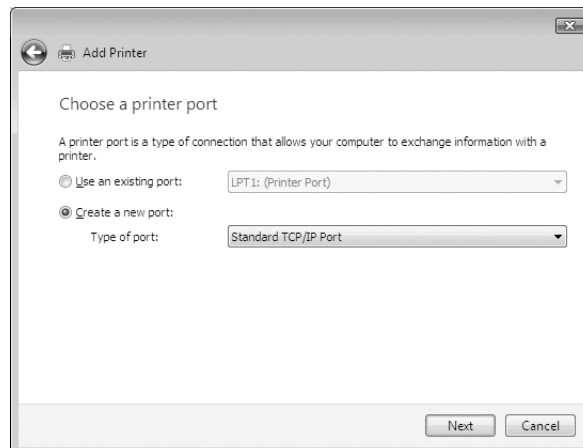 Add Printer
Choose a printer port
A printer port is a type of connection that allows your computer to exchange information with a
printer.
Use an existing port: LPT1: (Printer Port)
Create a new port:
Type of port: Standard TCP/IP Port
Next Cancel